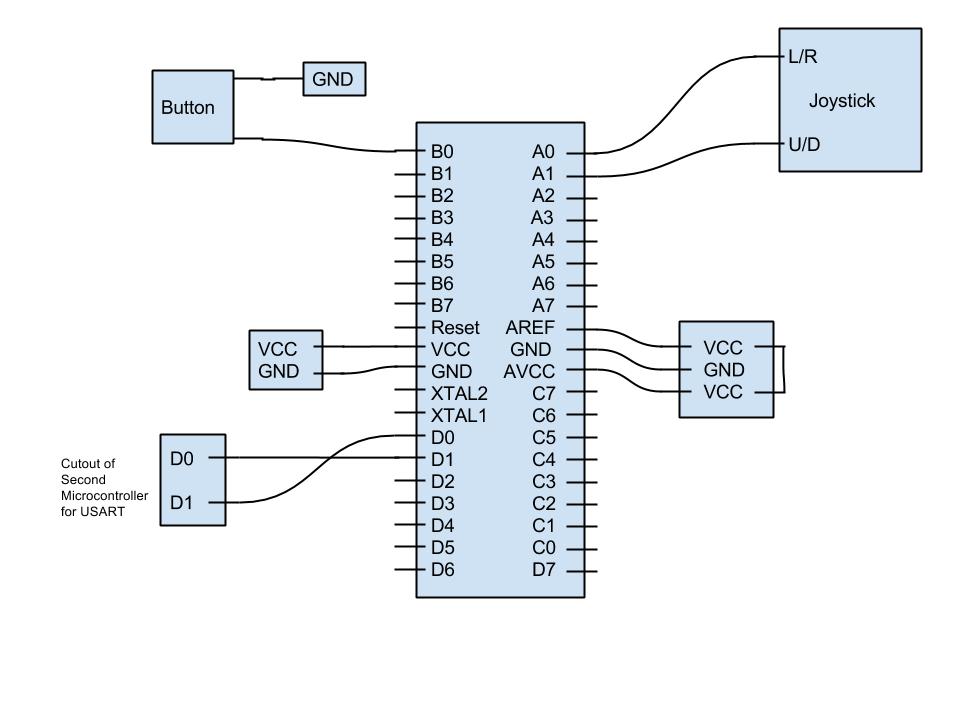 GND
Button
L/R
Joystick
U/D
B0 A0
B1 A1
B2 A2
B3 A3
B4 A4
B5 A5
B6 A6
B7 A7
Reset AREF
VCC GND
GND AVCC
XTAL2 C7
XTAL1 C6
D0 C5
D1 C4
D2 C3
D3 C2
D4 C1
D5 C0
D6 D7
VCC
GND
VCC
GND
VCC
D0
D1
Cutout of
Second
Microcontroller
for USART